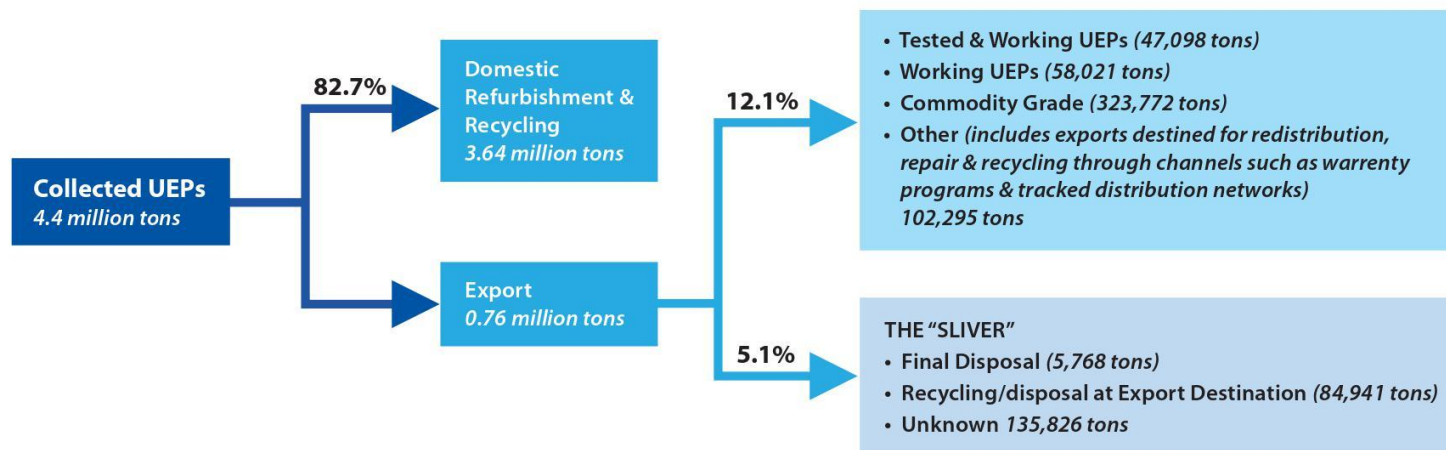 82.7%
Domestic
Refurbishment &
Recycling
3.64 million tons
Collected UEPs
4.4 million tons
Export
0.76 million tons
12.1%
• Tested & Working UEPs (47,098 tons)
• Working UEPs (58,021 tons)
• Commodity Grade (323,772 tons)
• Other (includes exports destined for redistribution,
repair & recycling through channels such as warrenty
programs & tracked distribution networks)
102,295 tons
5.1%
THE “SLIVER”
• Final Disposal (5,768 tons)
• Recycling/disposal at Export Destination (84,941 tons)
• Unknown 135,826 tons